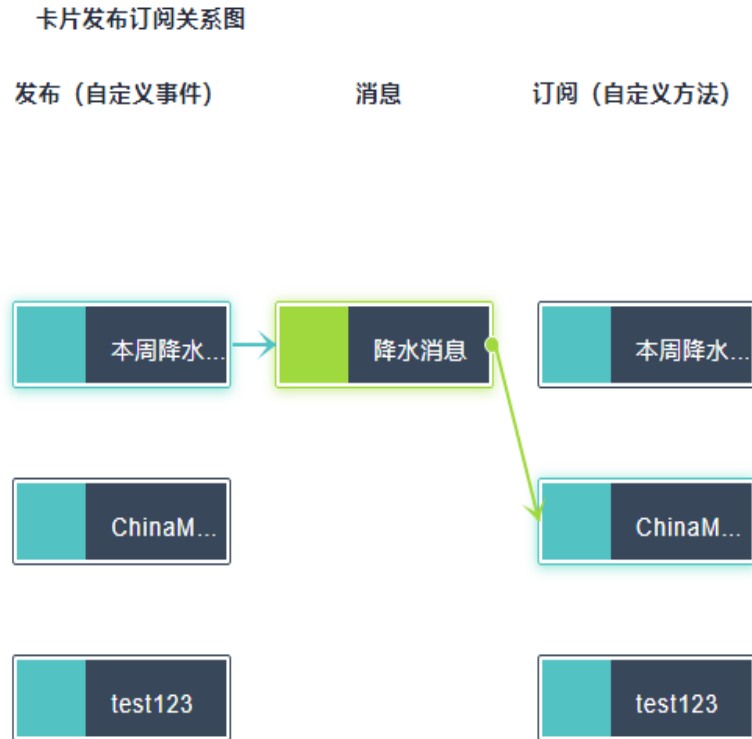 卡片发布订阅关系图
发布（自定义事件） 消息 订阅（自定义方法）
本周降水... 降水消息 本周降水...
ChinaM... ChinaM...
test123 test123